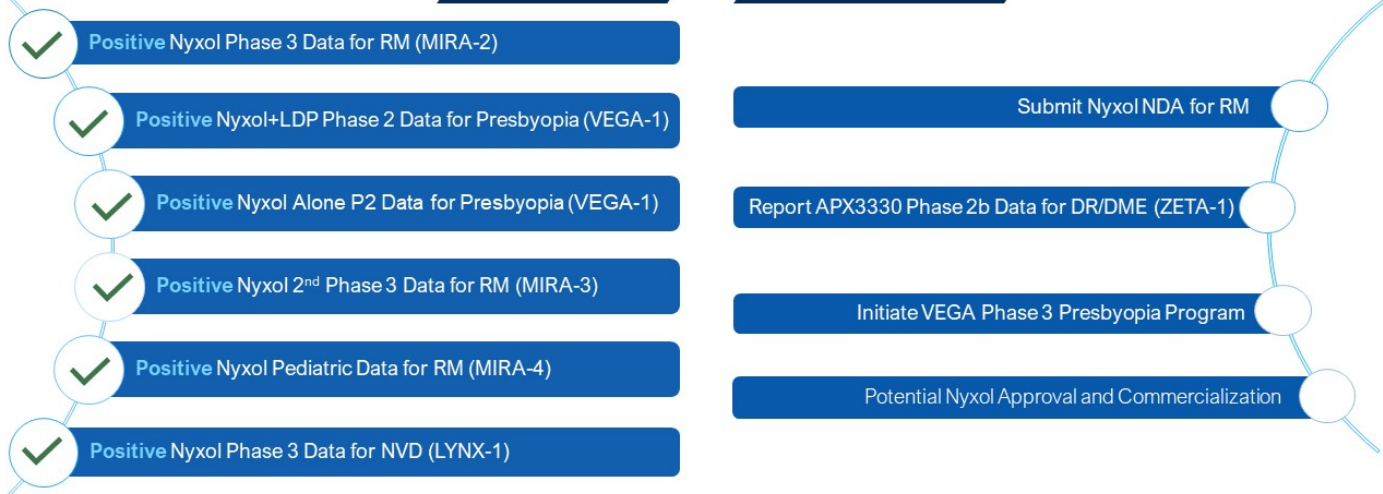 Positive Nyxol Phase 3 Data for RM (MIRA-2)
Positive Nyxol+LDP Phase 2 Data for Presbyopia (VEGA-1)
Positive Nyxol Alone P2 Data for Presbyopia (VEGA-1)
Positive Nyxol 2nd Phase 3 Data for RM (MIRA-3)
Positive Nyxol Pediatric Data for RM (MIRA-4)
Positive Nyxol Phase 3 Data for NVD (LYNX-1)
Submit Nyxol NDA for RM
Report APX3330 Phase 2b Data for DR/DME (ZETA-1)
Initiate VEGA Phase 3 Presbyopia Program
Potential Nyxol Approval and Commercialization